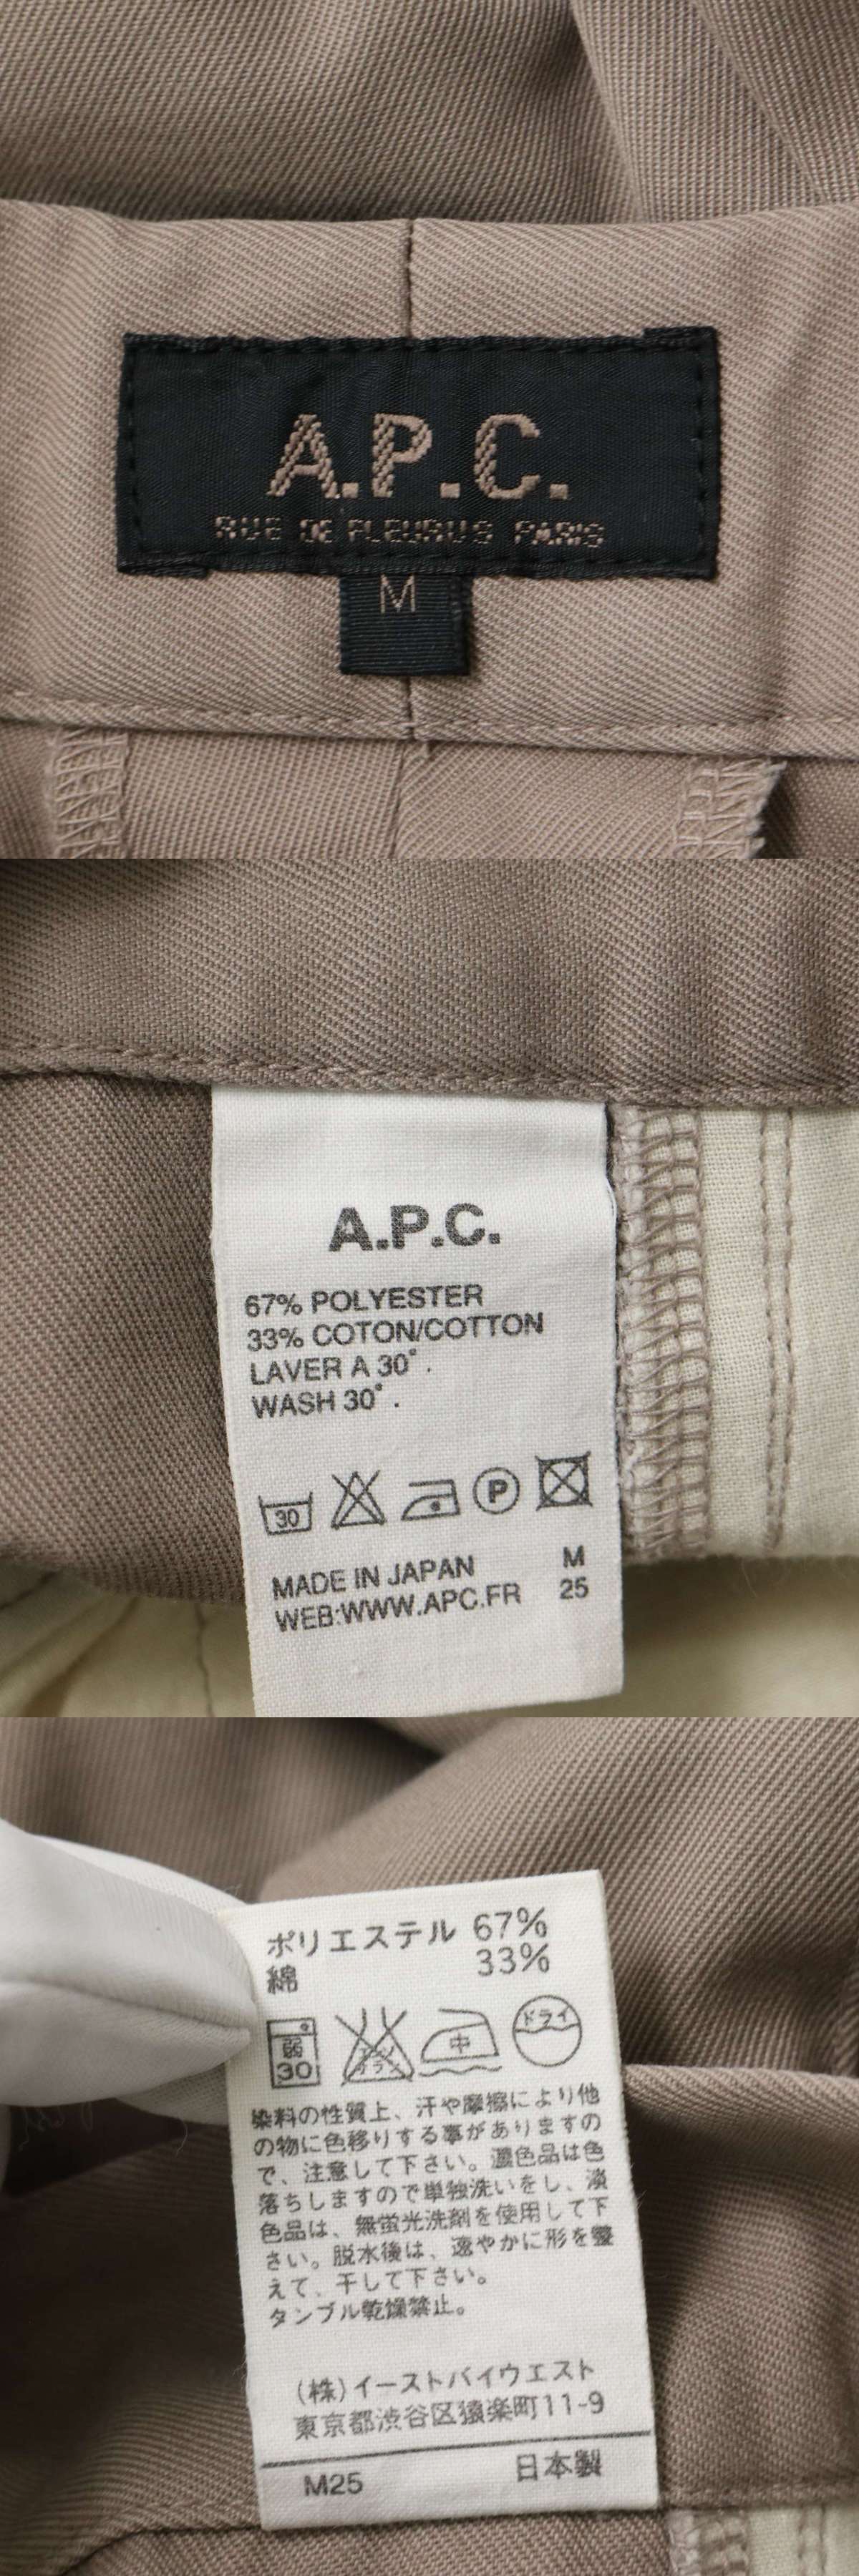 A.P.C.
RUE DE FLEURUS PARIS
M
A.P.C.
67% POLYESTER
33% COTON/COTTON
LAVER A 30° .
WASH 30° .
30 P
MADE IN JAPAN M
WEB:WWW.APC.FR 25
ポリエステル 67%
綿 33%
弱 30 エンソ サラシ 中 ドライ
染料の性質上、汗や摩擦により他
の物に色移りする事がありますの
で、注意して下さい。濃色品は色
落ちしますので単独洗いをし、淡
色品は、無蛍光洗剤を使用して下
さい。脱水後は、速やかに形を整
えて、干して下さい。
タンブル乾燥禁止。
(株)イーストバイウエスト
東京都渋谷区猿楽町11-9
M25 日本製